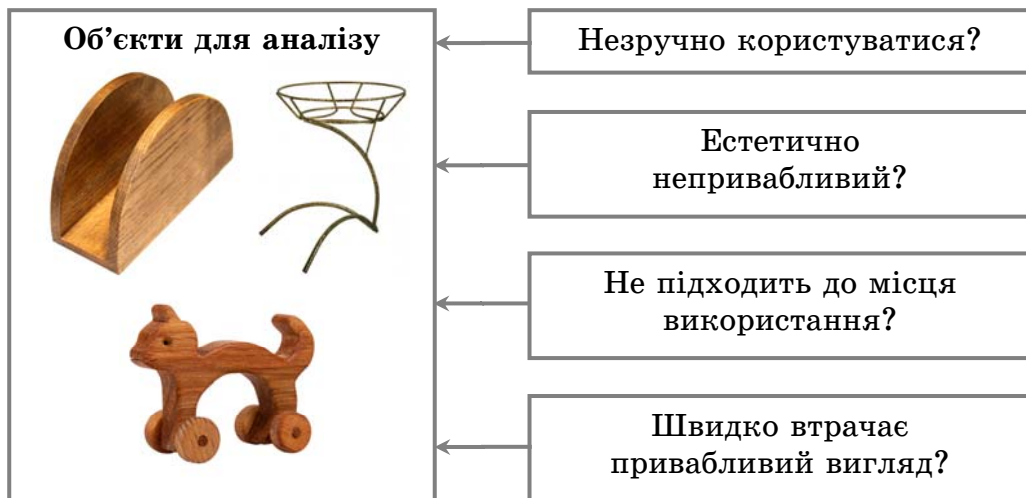 Об’єкти для аналізу
Незручно користуватися?
Естетично
непривабливий?
Не підходить до місця
використання?
Швидко втрачає
привабливий вигляд?